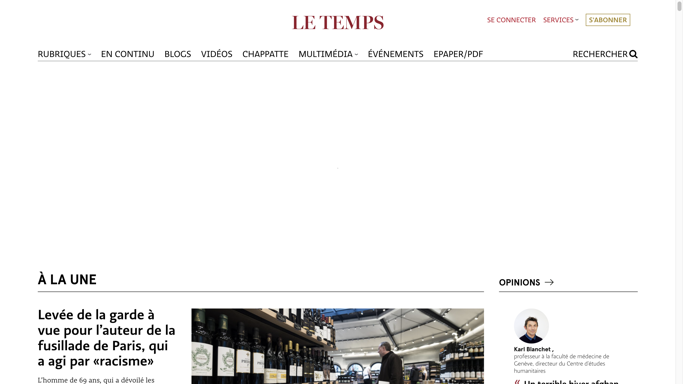 LE TEMPS
SE CONNECTER
SERVICES
S'ABONNER
RUBRIQUES
EN CONTINU
BLOGS
VIDÉOS
CHAPPATTE
MULTIMÉDIA
ÉVÉNEMENTS
EPAPER/PDF
RECHERCHER
À LA UNE
Levée de la garde à
vue pour l’auteur de la
fusillade de Paris, qui
a agi par «racisme»
L’homme de 69 ans, qui a dévoilé les
OPINIONS
Karl Blanchet ,
professeur à la faculté de médecine de
Genève, directeur du Centre d'études
humanitaires
“ Un terrible hiver afghan